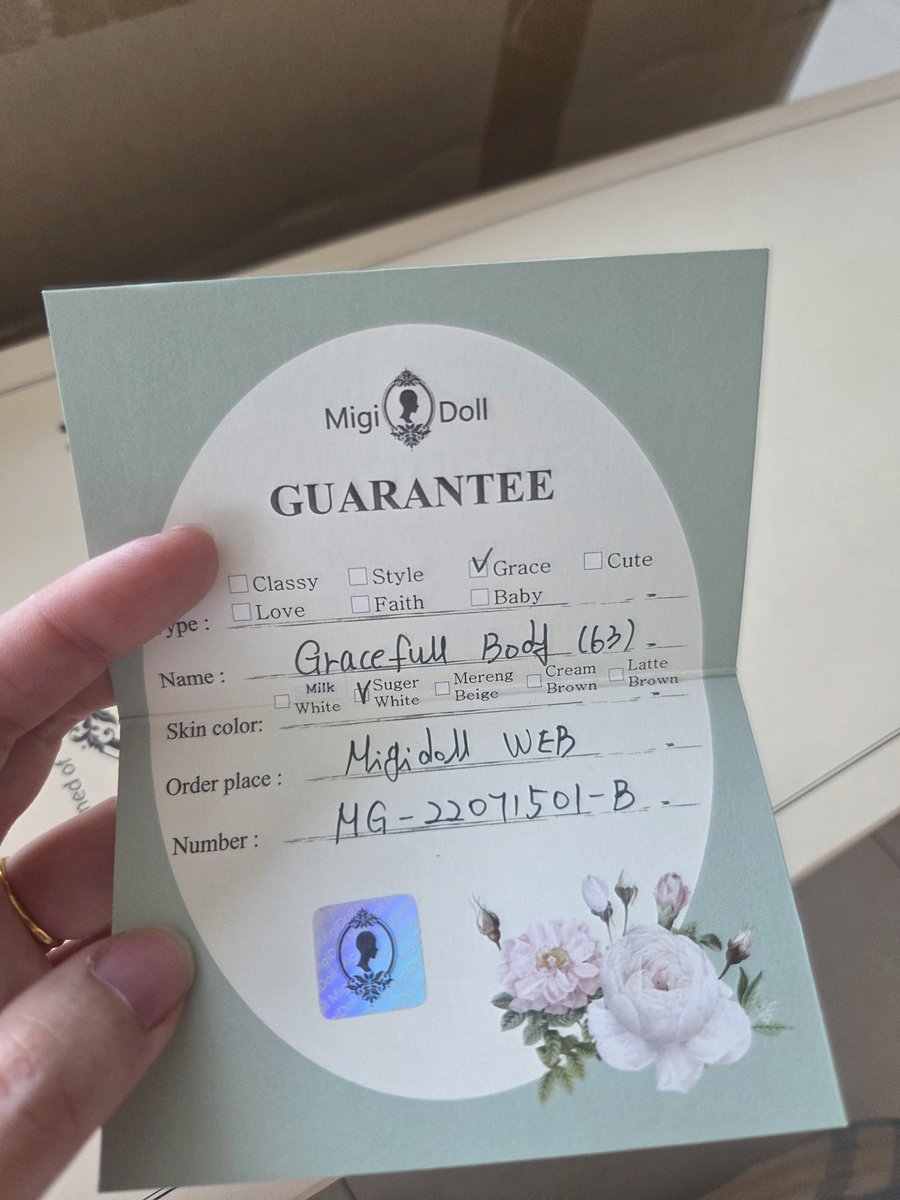 Migi Doll
GUARANTEE
Classy Style Grace Cute
Love Faith Baby
ype :
Name : Gracefull Body (63)
Milk White Suger White Mereng Beige Cream Brown Latte Brown
Skin color:
Order place : Migidoll WEB
Number : MG-22071501-B